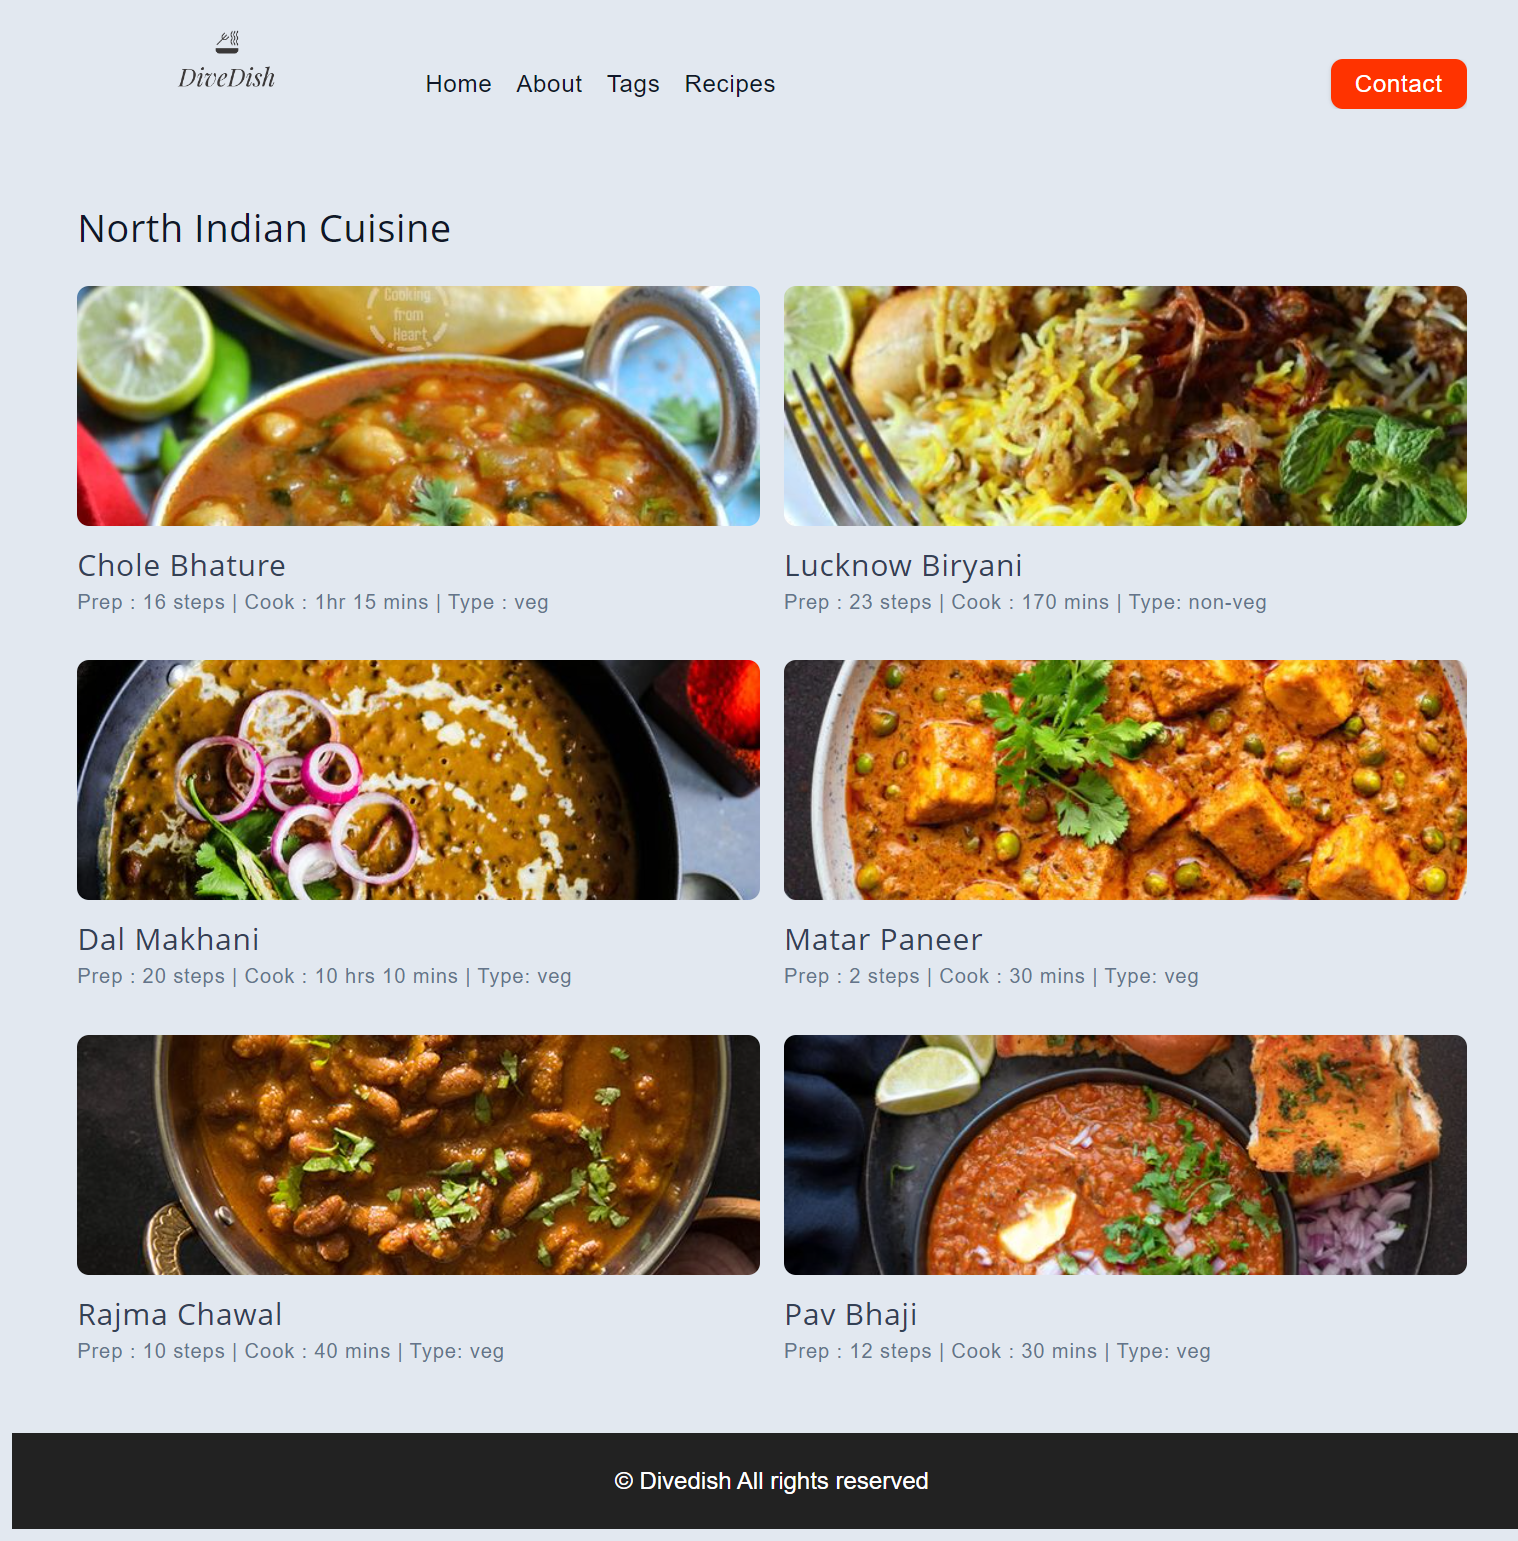 DiveDish
Home About Tags Recipes
Contact
North Indian Cuisine
Cooking
from
Heart
Chole Bhature
Prep : 16 steps | Cook : 1hr 15 mins | Type : veg
Lucknow Biryani
Prep : 23 steps | Cook : 170 mins | Type: non-veg
Dal Makhani
Prep : 20 steps | Cook : 10 hrs 10 mins | Type: veg
Matar Paneer
Prep : 2 steps | Cook : 30 mins | Type: veg
Rajma Chawal
Prep : 10 steps | Cook : 40 mins | Type: veg
Pav Bhaji
Prep : 12 steps | Cook : 30 mins | Type: veg
© Divedish All rights reserved